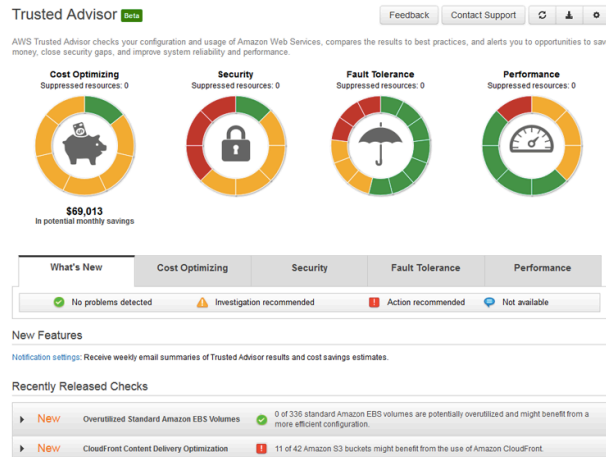 Trusted Advisor Beta
Feedback Contact Support
AWS Trusted Advisor checks your configuration and usage of Amazon Web Services, compares the results to best practices, and alerts you to opportunities to sav
money, close security gaps, and improve system reliability and performance.
Cost Optimizing Security Fault Tolerance Performance
Suppressed resources: 0 Suppressed resources: 0 Suppressed resources: 0 Suppressed resources: 0
$69,013
In potential monthly savings
What's New Cost Optimizing Security Fault Tolerance Performance
No problems detected Investigation recommended Action recommended Not available
New Features
Notification settings: Receive weekly email summaries of Trusted Advisor results and cost savings estimates.
Recently Released Checks
New Overutilized Standard Amazon EBS Volumes 0 of 336 standard Amazon EBS volumes are potentially overutilized and might benefit from a
more efficient configuration.
New CloudFront Content Delivery Optimization 11 of 42 Amazon S3 buckets might benefit from the use of Amazon CloudFront.